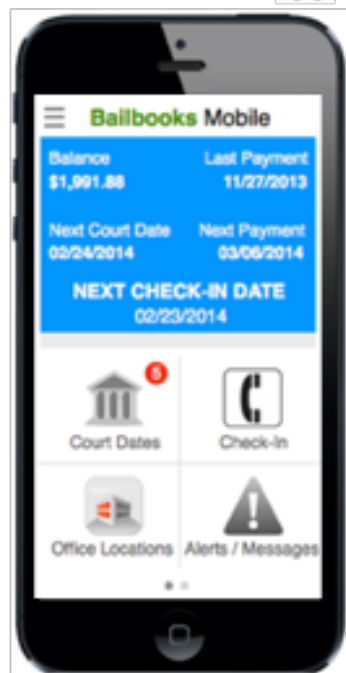 Bailbooks Mobile
Balance Last Payment
$1,991.88 11/27/2013
Next Court Date Next Payment
02/24/2014 03/06/2014
NEXT CHECK-IN DATE
02/23/2014
5
Court Dates Check-In
Office Locations Alerts / Messages